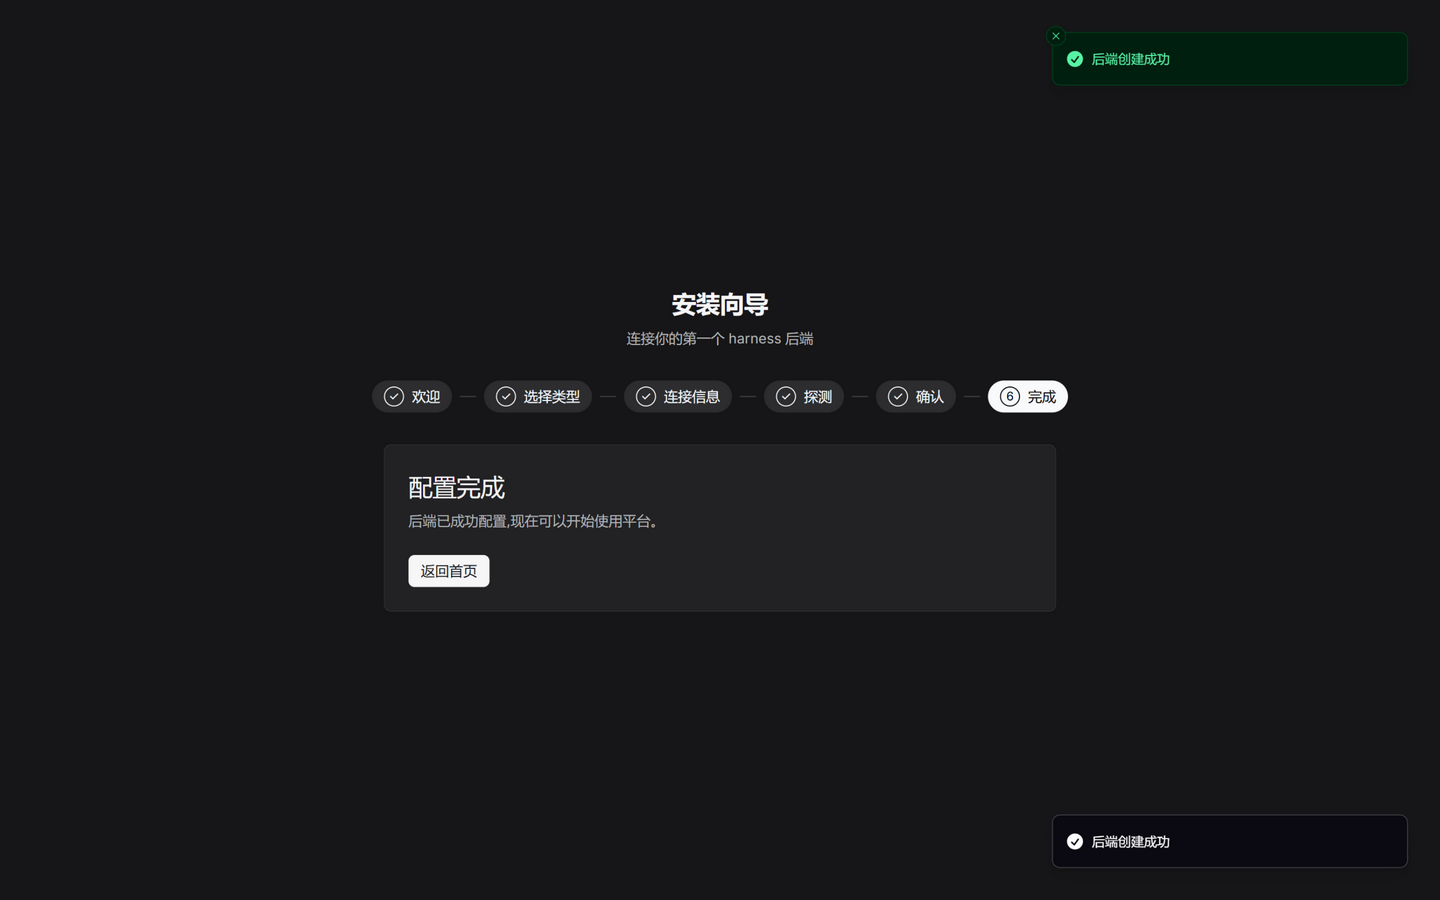 后端创建成功
安装向导
连接你的第一个 harness 后端
欢迎
选择类型
连接信息
探测
确认
6 完成
配置完成
后端已成功配置,现在可以开始使用平台。
返回首页
后端创建成功